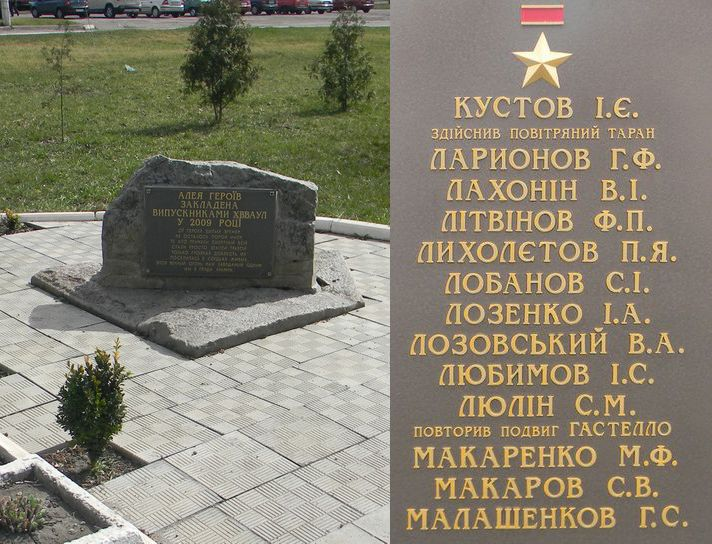 АЛЕЯ ГЕРОЇВ
ЗАКЛАДЕНА
ВИПУСКНИКАМИ ХВВАУЛ
У 2009 РОЦІ
КУСТОВ І.Є.
ЗДІЙСНИВ ПОВІТРЯНИЙ ТАРАН
ЛАРИОНОВ Г.Ф.
ЛАХОНІН В.І.
ЛІТВІНОВ Ф.П.
ЛИХОЛЄТОВ П.Я.
ЛОБАНОВ С.І.
ЛОЗЕНКО І.А.
ЛОЗОВСЬКИЙ В.А.
ЛЮБИМОВ І.С.
ЛЮЛІН С.М.
ПОВТОРИВ ПОДВИГ ГАСТЕЛЛО
МАКАРЕНКО М.Ф.
МАКАРОВ С.В.
МАЛАШЕНКОВ Г.С.